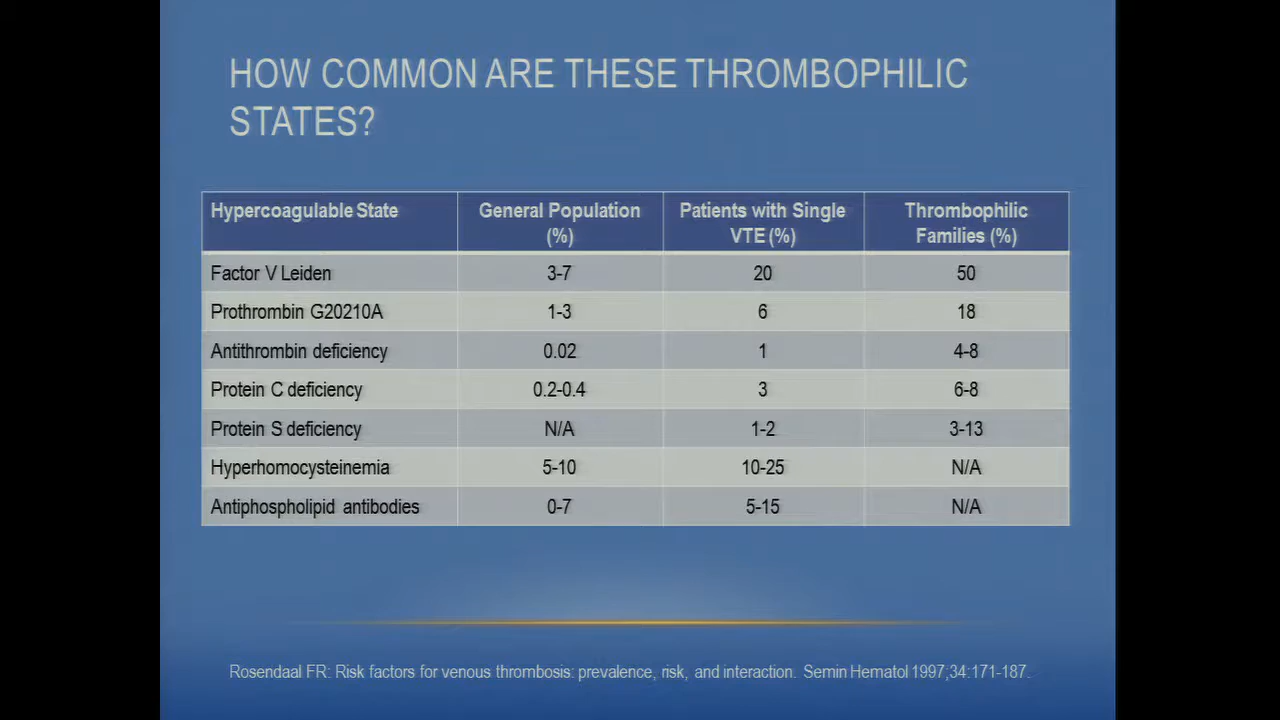 HOW COMMON ARE THESE THROMBOPHILIC
STATES?
Hypercoagulable State General Population (%) Patients with Single VTE (%) Thrombophilic Families (%)
Factor V Leiden 3-7 20 50
Prothrombin G20210A 1-3 6 18
Antithrombin deficiency 0.02 1 4-8
Protein C deficiency 0.2-0.4 3 6-8
Protein S deficiency N/A 1-2 3-13
Hyperhomocysteinemia 5-10 10-25 N/A
Antiphospholipid antibodies 0-7 5-15 N/A
Rosendaal FR: Risk factors for venous thrombosis: prevalence, risk, and interaction. Semin Hematol 1997;34:171-187.